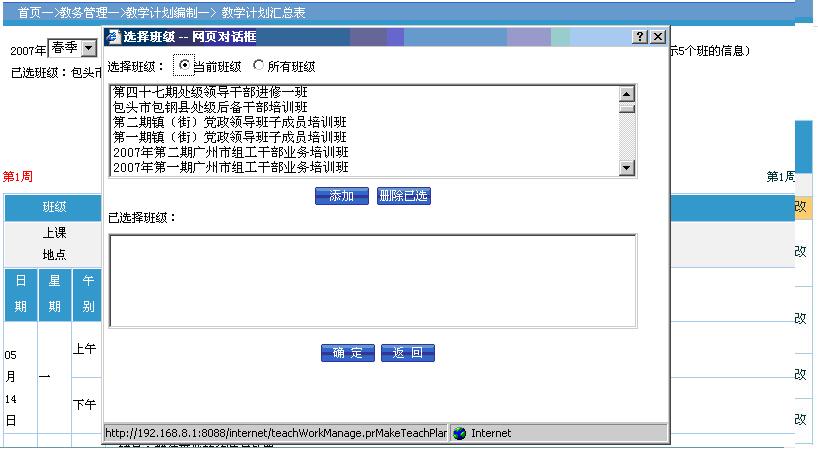 首页—>教务管理—>教学计划编制—> 教学计划汇总表
选择班级 -- 网页对话框
2007年 春季
示5个班的信息）
已选班级：包头市
选择班级： 当前班级 所有班级
第四十七期处级领导干部进修一班
包头市包钢县处级后备干部培训班
第二期镇（街）党政领导班子成员培训班
第一期镇（街）党政领导班子成员培训班
2007年第二期广州市组工干部业务培训班
2007年第一期广州市组工干部业务培训班
第1周
第1周
添加 删除已选
班级
改
已选择班级：
上课
地点
改
日期
星期
午别
改
05月14日
一
上午
下午
确 定 返 回
改
改
http://192.168.8.1:8088/internet/teachWorkManage.prMakeTeachPlan
Internet